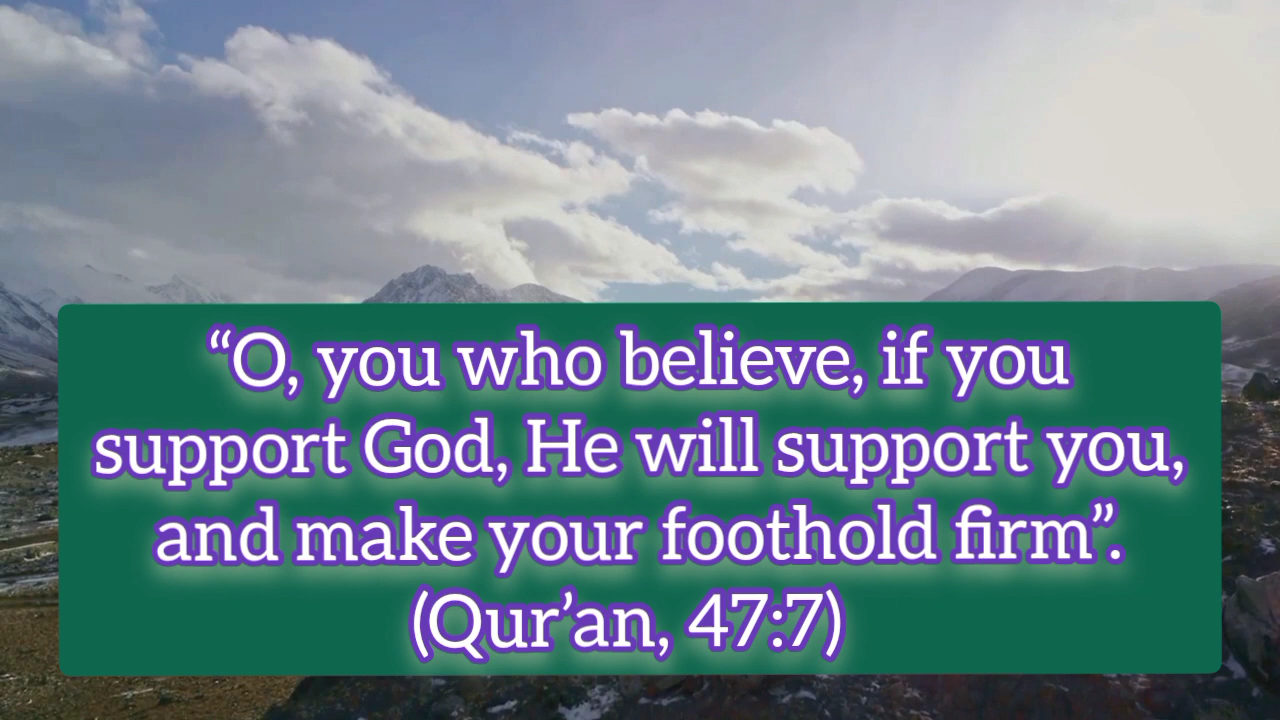 “O, you who believe, if you
support God, He will support you,
and make your foothold firm”.
(Qur’an, 47:7)